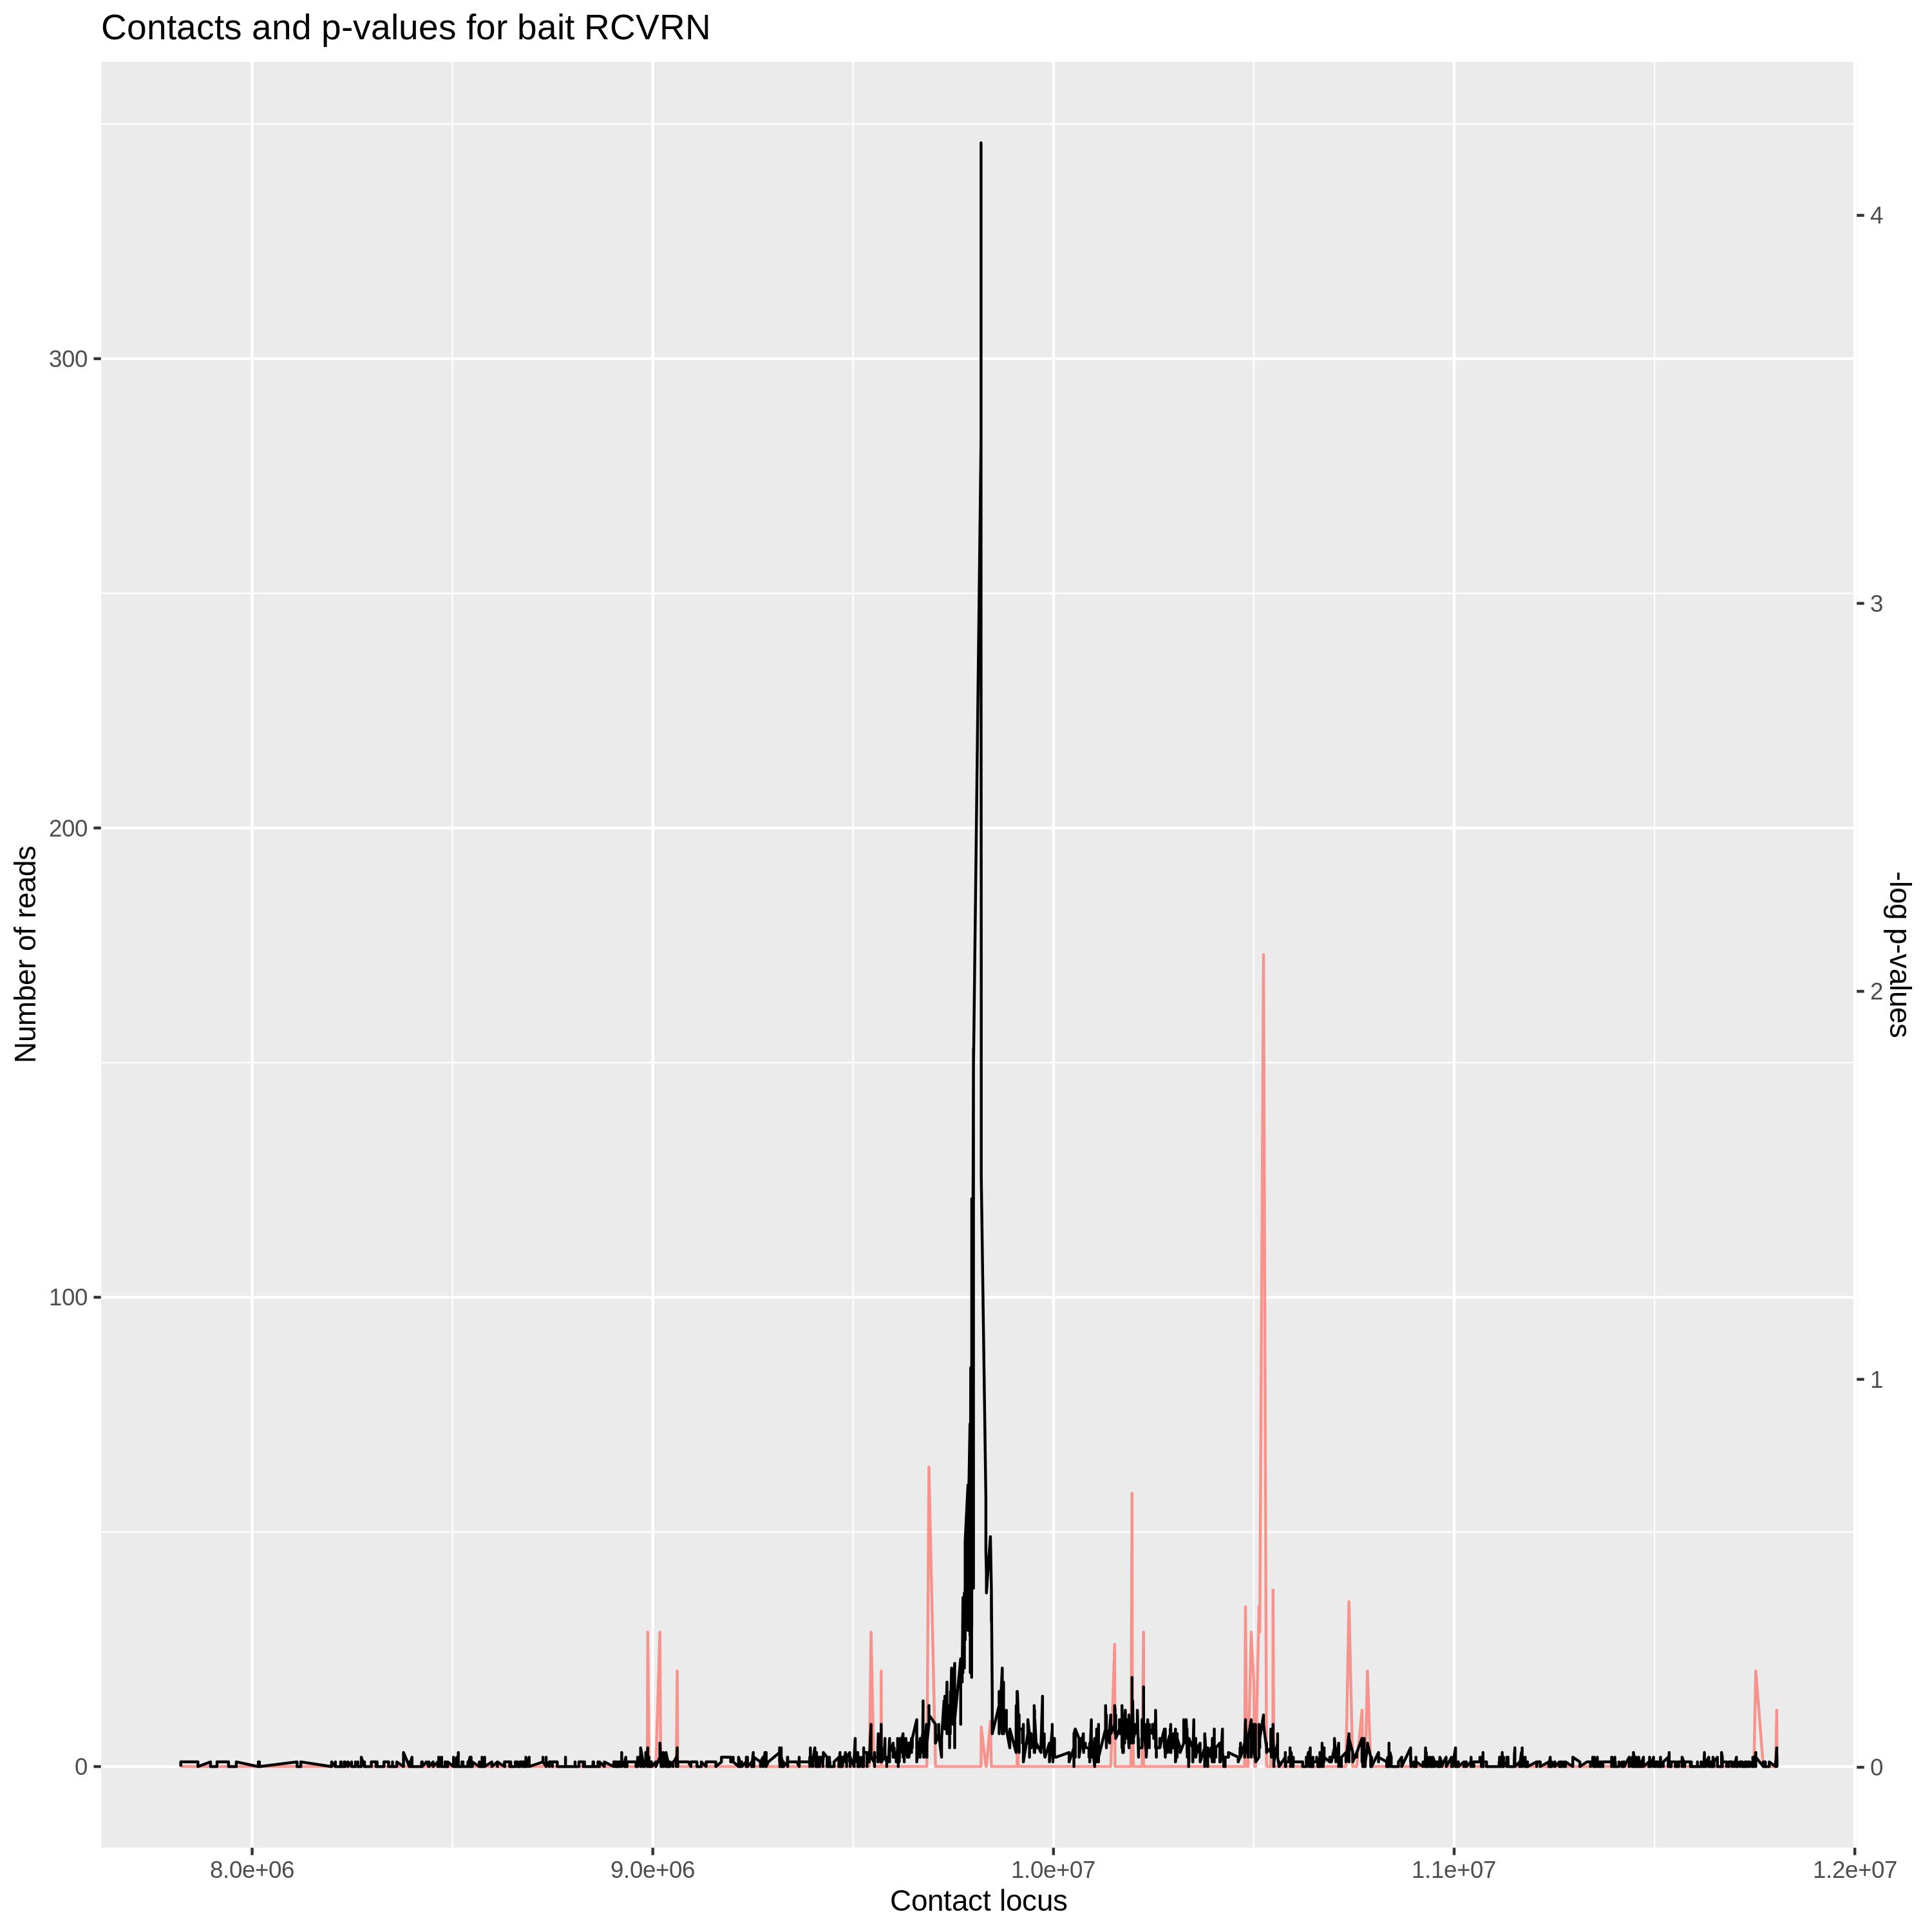 Contacts and p-values for bait RCVRN
300
200
100
0
4
3
2
1
0
Number of reads
-log p-values
8.0e+06 9.0e+06 1.0e+07 1.1e+07 1.2e+07
Contact locus